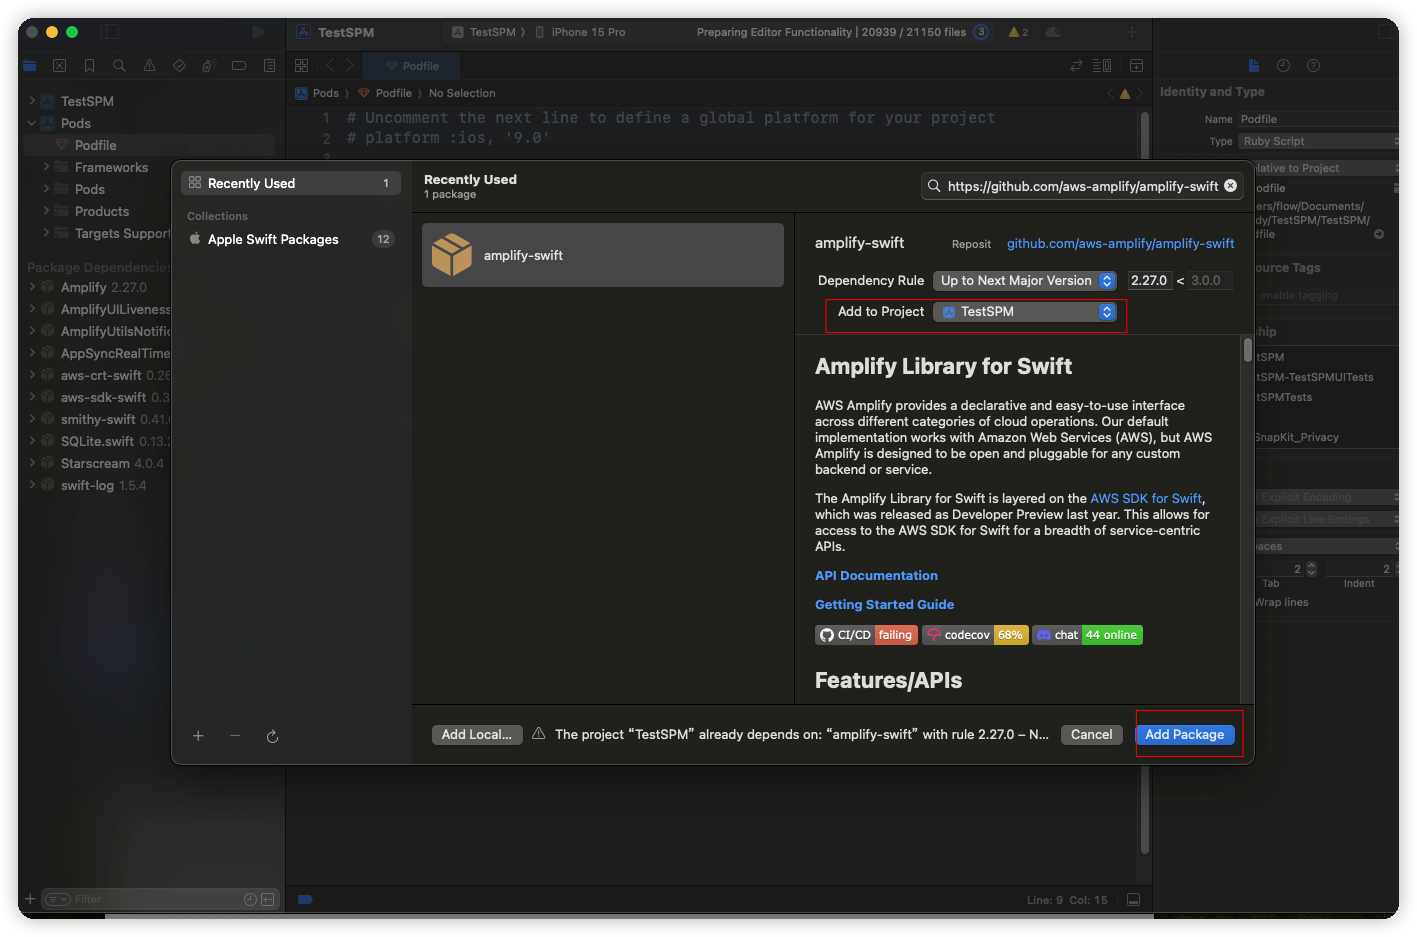 TestSPM
TestSPM
iPhone 15 Pro
Preparing Editor Functionality | 20939 / 21150 files
3
2
Podfile
Pods
Podfile
No Selection
1 # Uncomment the next line to define a global platform for your project
2 # platform :ios, '9.0'
TestSPM
Pods
Podfile
Frameworks
Pods
Products
Targets Support
Package Dependencies
Amplify 2.27.0
AmplifyUILiveness
AmplifyUtilsNotific
AppSyncRealTime
aws-crt-swift 0.26
aws-sdk-swift 0.3
smithy-swift 0.41.
SQLite.swift 0.13.
Starscream 4.0.4
swift-log 1.5.4
Filter
Recently Used
1
Collections
Apple Swift Packages
12
Recently Used
1 package
https://github.com/aws-amplify/amplify-swift
amplify-swift
amplify-swift
Reposit
github.com/aws-amplify/amplify-swift
Dependency Rule
Up to Next Major Version
2.27.0 < 3.0.0
Add to Project
TestSPM
Amplify Library for Swift
AWS Amplify provides a declarative and easy-to-use interface
across different categories of cloud operations. Our default
implementation works with Amazon Web Services (AWS), but AWS
Amplify is designed to be open and pluggable for any custom
backend or service.
The Amplify Library for Swift is layered on the AWS SDK for Swift,
which was released as Developer Preview last year. This allows for
access to the AWS SDK for Swift for a breadth of service-centric
APIs.
API Documentation
Getting Started Guide
CI/CD failing
codecov 68%
chat 44 online
Features/APIs
Add Local...
The project “TestSPM” already depends on: “amplify-swift” with rule 2.27.0 – N...
Cancel
Add Package
Identity and Type
Name Podfile
Type Ruby Script
elative to Project
odfile
ers/flow/Documents/
dy/TestSPM/TestSPM/
dfile
ource Tags
enable tagging
ship
tSPM
tSPM-TestSPMUITests
tSPMTests
SnapKit_Privacy
Explicit Encoding
Explicit Line Endings
aces
2
2
Tab
Indent
Wrap lines
Line: 9 Col: 15